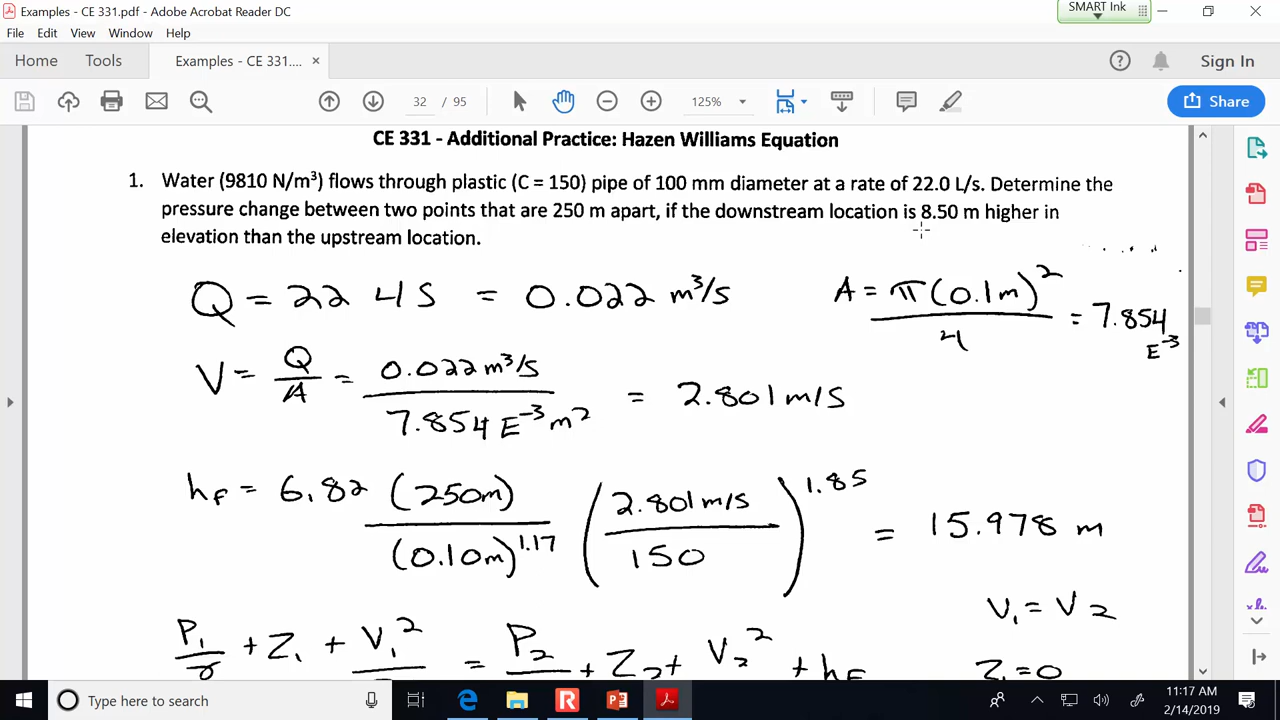 Examples - CE 331.pdf - Adobe Acrobat Reader DC
SMART Ink
File Edit View Window Help
Home Tools Examples - CE 331.... ×
Sign In
32 / 95
125%
Share
CE 331 - Additional Practice: Hazen Williams Equation
1. Water (9810 N/m³) flows through plastic (C = 150) pipe of 100 mm diameter at a rate of 22.0 L/s. Determine the
pressure change between two points that are 250 m apart, if the downstream location is 8.50 m higher in
elevation than the upstream location.
Q = 22 L/s = 0.022 m³/s
A = π(0.1m)² / 4 = 7.854 E⁻³
V = Q/A = 0.022 m³/s / 7.854 E⁻³ m² = 2.801 m/s
hF = 6.82 (250m) / (0.10m)^1.17 (2.801 m/s / 150)^1.85 = 15.978 m
V₁ = V₂
P₁/γ + Z₁ + V₁² = P₂ + Z₂ + V₂² + hF
Z₁ = 0
Type here to search
11:17 AM
2/14/2019